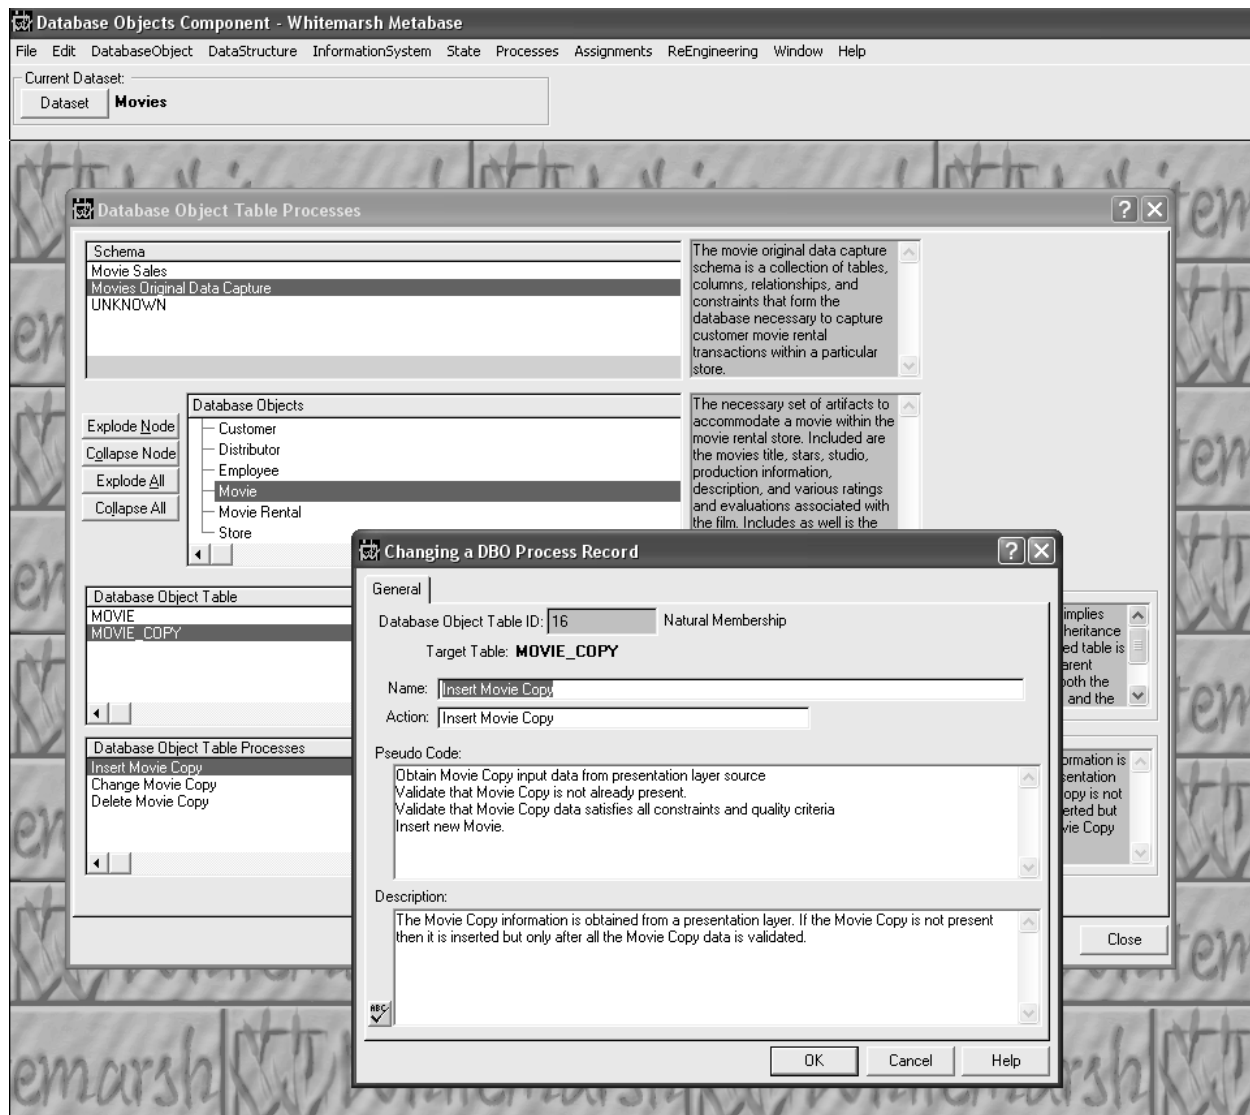 Database Objects Component - Whitemarsh Metabase
File Edit DatabaseObject DataStructure InformationSystem State Processes Assignments ReEngineering Window Help
Current Dataset:
Dataset Movies
Database Object Table Processes
Schema
Movie Sales
Movies Original Data Capture
UNKNOWN
The movie original data capture
schema is a collection of tables,
columns, relationships, and
constraints that form the
database necessary to capture
customer movie rental
transactions within a particular
store.
Explode Node
Collapse Node
Explode All
Collapse All
Database Objects
Customer
Distributor
Employee
Movie
Movie Rental
Store
The necessary set of artifacts to
accommodate a movie within the
movie rental store. Included are
the movies title, stars, studio,
production information,
description, and various ratings
and evaluations associated with
the film. Includes as well is the
Database Object Table
MOVIE
MOVIE_COPY
implies
heritance
ed table is
arent
both the
and the
Database Object Table Processes
Insert Movie Copy
Change Movie Copy
Delete Movie Copy
ormation is
sentation
opy is not
erted but
vie Copy
Close
Changing a DBO Process Record
General
Database Object Table ID: 16 Natural Membership
Target Table: MOVIE_COPY
Name: Insert Movie Copy
Action: Insert Movie Copy
Pseudo Code:
Obtain Movie Copy input data from presentation layer source
Validate that Movie Copy is not already present.
Validate that Movie Copy data satisfies all constraints and quality criteria
Insert new Movie.
Description:
The Movie Copy information is obtained from a presentation layer. If the Movie Copy is not present
then it is inserted but only after all the Movie Copy data is validated.
ABC
OK Cancel Help